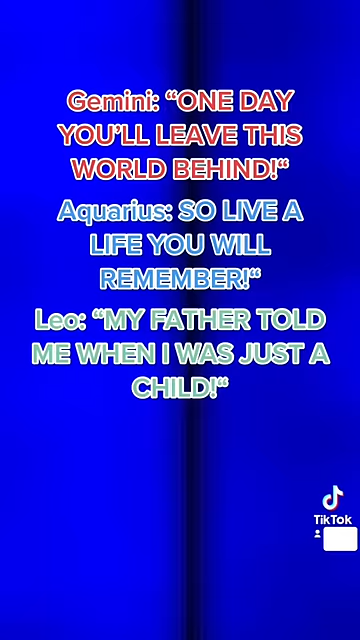 Gemini: “ONE DAY
YOU’LL LEAVE THIS
WORLD BEHIND!“
Aquarius: SO LIVE A
LIFE YOU WILL
REMEMBER!“
Leo: “MY FATHER TOLD
ME WHEN I WAS JUST A
CHILD!“
TikTok